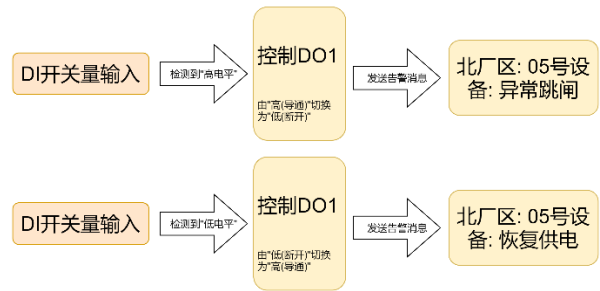 DI开关量输入
检测到"高电平"
控制DO1
由"高(导通)"切换
为"低(断开)"
发送告警消息
北厂区: 05号设
备: 异常跳闸
DI开关量输入
检测到"低电平"
控制DO1
由"低(断开)"切换
为"高(导通)"
发送告警消息
北厂区: 05号设
备: 恢复供电